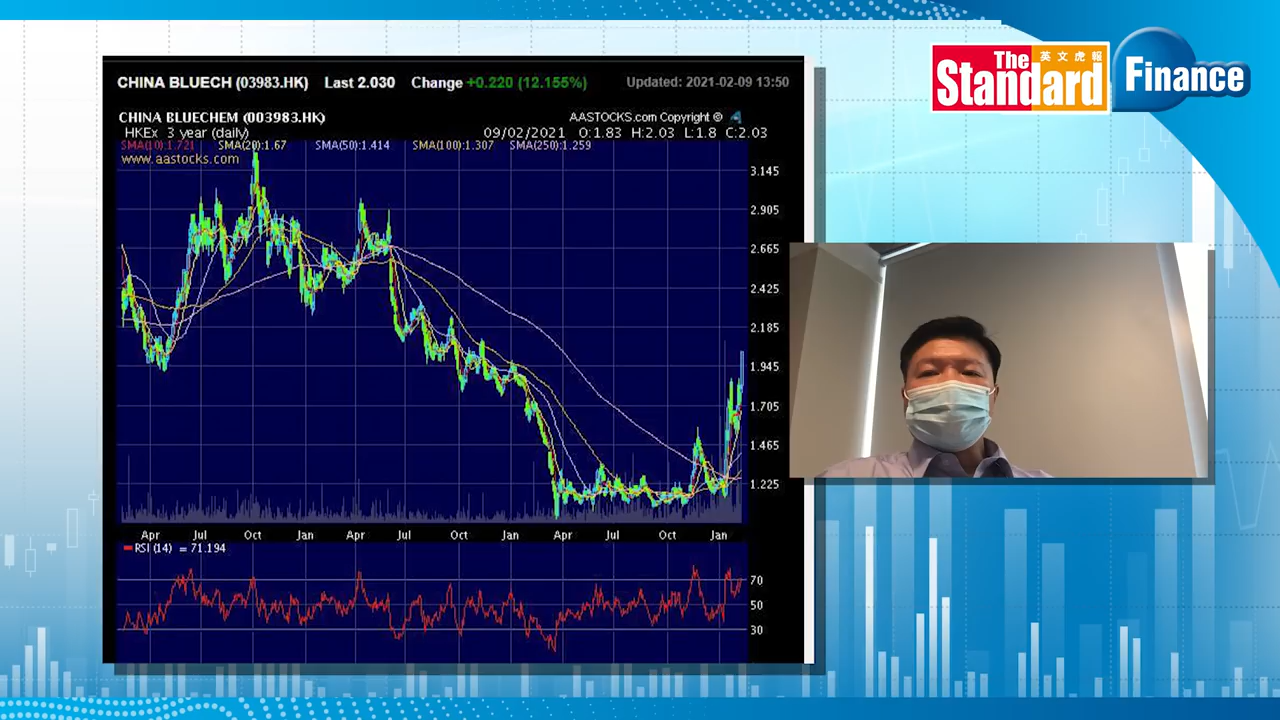 CHINA BLUECH (03983.HK) Last 2.030 Change +0.220 (12.155%) Updated: 2021-02-09 13:50
CHINA BLUECHEM (003983.HK) AASTOCKS.com Copyright ©
HKEx 3 year (daily) 09/02/2021 O:1.83 H:2.03 L:1.8 C:2.03
SMA(10):1.721 SMA(20):1.67 SMA(50):1.414 SMA(100):1.307 SMA(250):1.259
www.aastocks.com
3.145
2.905
2.665
2.425
2.185
1.945
1.705
1.465
1.225
Apr Jul Oct Jan Apr Jul Oct Jan Apr Jul Oct Jan
RSI (14) = 71.194
70
50
30
The 英文虎報
Standard
Finance